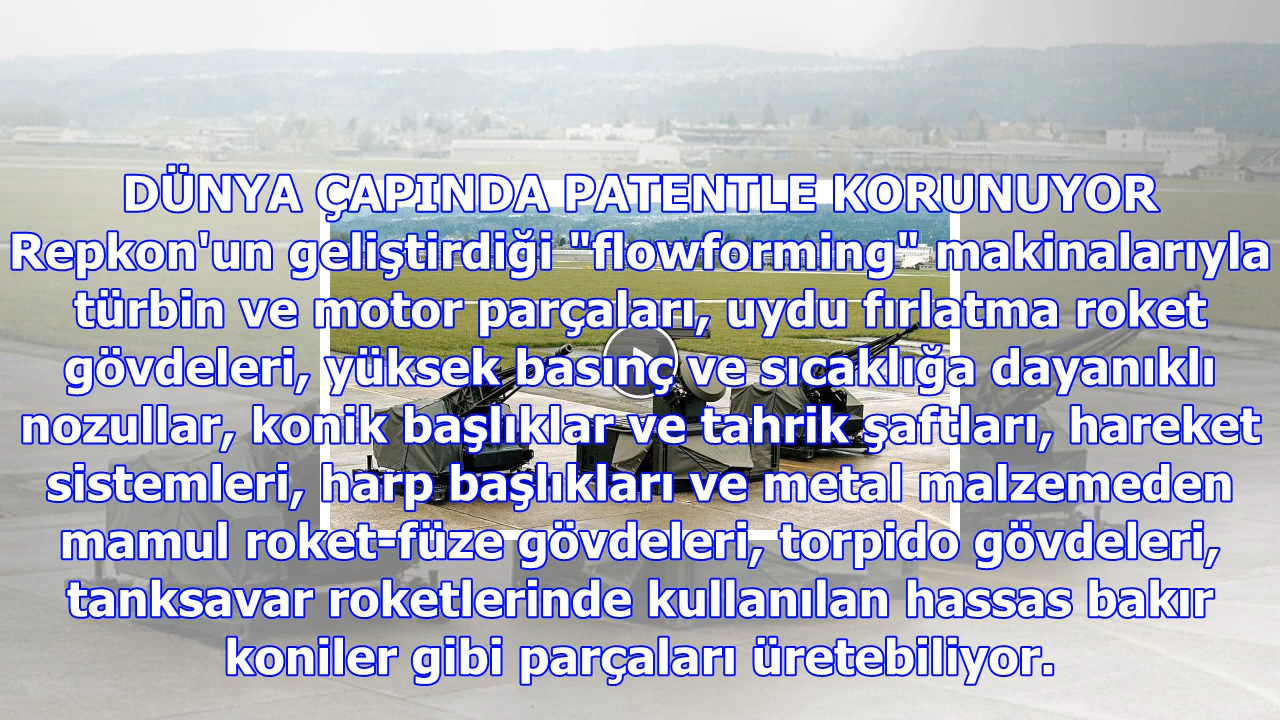 DÜNYA ÇAPINDA PATENTLE KORUNUYOR
Repkon'un geliştirdiği "flowforming" makinalarıyla
türbin ve motor parçaları, uydu fırlatma roket
gövdeleri, yüksek basınç ve sıcaklığa dayanıklı
nozullar, konik başlıklar ve tahrik şaftları, hareket
sistemleri, harp başlıkları ve metal malzemeden
mamul roket-füze gövdeleri, torpido gövdeleri,
tanksavar roketlerinde kullanılan hassas bakır
koniler gibi parçaları üretebiliyor.